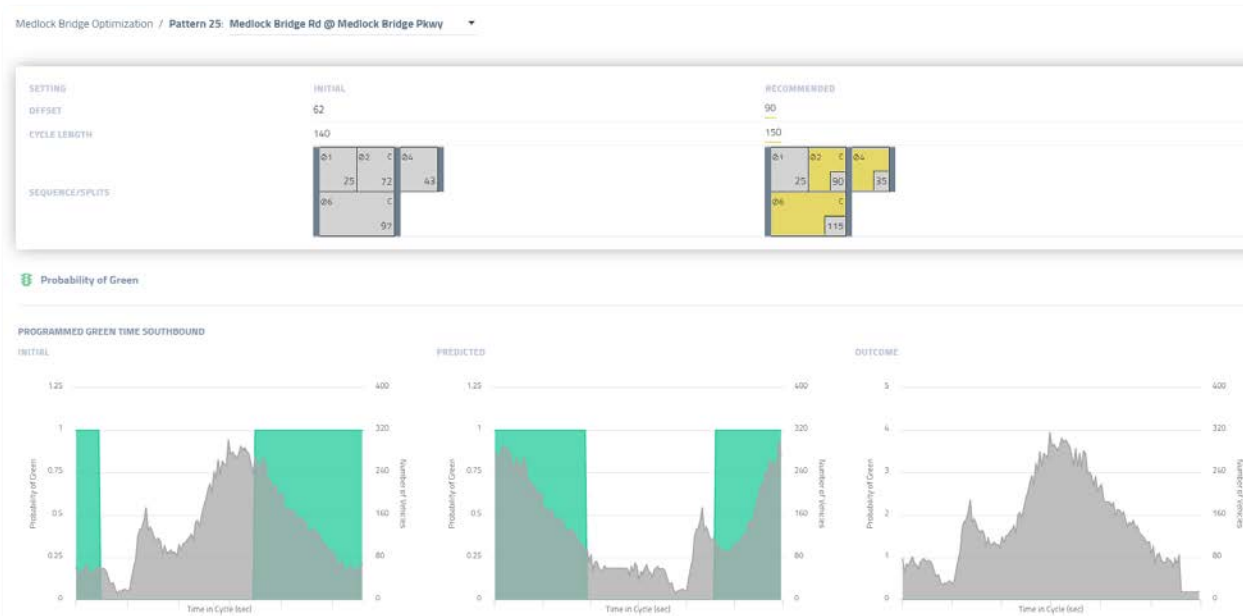 Medlock Bridge Optimization / Pattern 25: Medlock Bridge Rd @ Medlock Bridge Pkwy
SETTING INITIAL RECOMMENDED
OFFSET 62 90
CYCLE LENGTH 140 150
SEQUENCE/SPLITS
Ø1 25 Ø2 C 72 Ø4 43
Ø6 C 97
Ø1 25 Ø2 C 90 Ø4 35
Ø6 C 115
Probability of Green
PROGRAMMED GREEN TIME SOUTHBOUND
INITIAL PREDICTED OUTCOME
1.25 400 1.25 400 5 400
1 320 1 320 4 320
0.75 240 0.75 240 3 240
0.5 160 0.5 160 2 160
0.25 80 0.25 80 1 80
0 0 0 0 0 0
Probability of Green Number of Vehicles Probability of Green Number of Vehicles Probability of Green Number of Vehicles
Time in Cycle (sec) Time in Cycle (sec) Time in Cycle (sec)